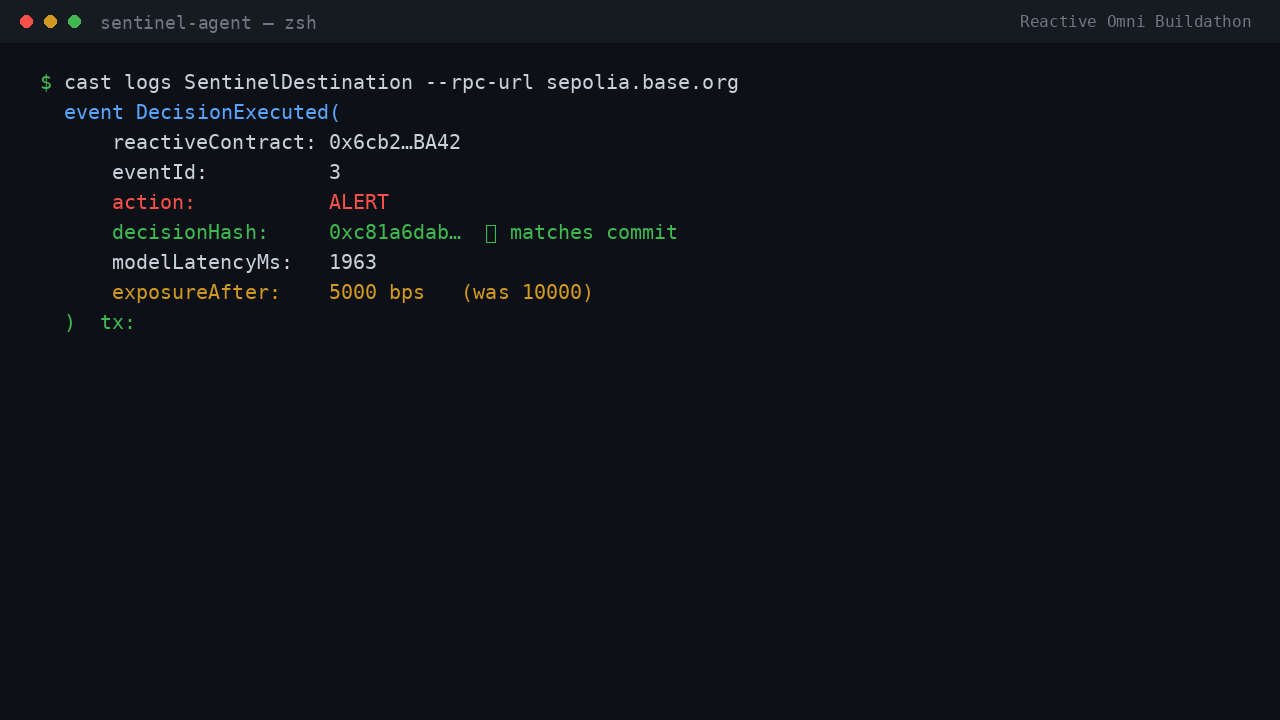 sentinel-agent — zsh
Reactive Omni Buildathon
$ cast logs SentinelDestination --rpc-url sepolia.base.org
event DecisionExecuted(
reactiveContract: 0x6cb2…BA42
eventId: 3
action: ALERT
decisionHash: 0xc81a6dab… ▯ matches commit
modelLatencyMs: 1963
exposureAfter: 5000 bps (was 10000)
) tx: